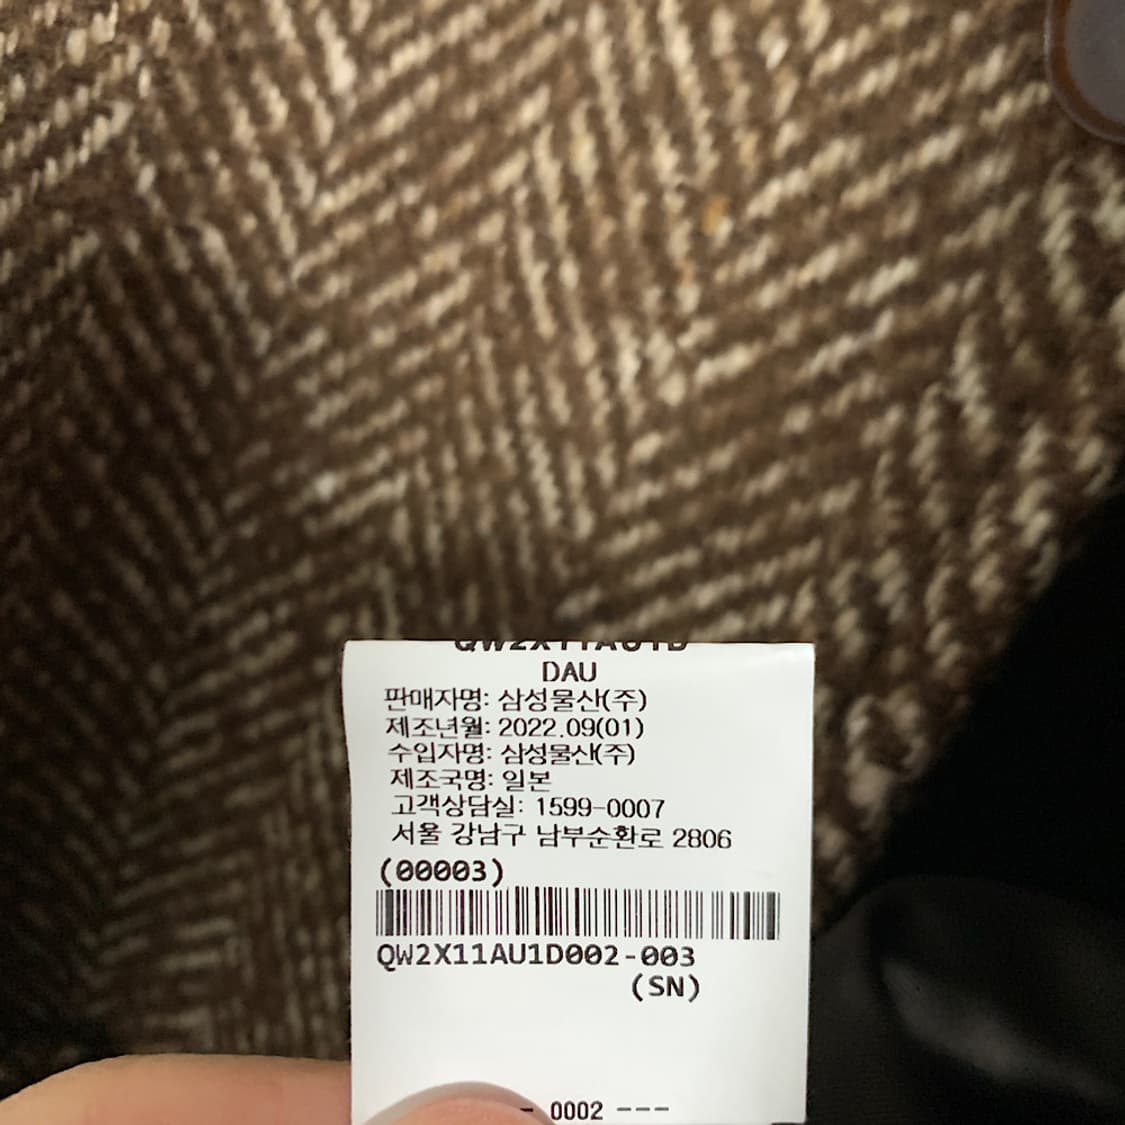 QW2X11AU1D
DAU
판매자명: 삼성물산(주)
제조년월: 2022.09(01)
수입자명: 삼성물산(주)
제조국명: 일본
고객상담실: 1599-0007
서울 강남구 남부순환로 2806
(00003)
QW2X11AU1D002-003
(SN)
- 0002 ---